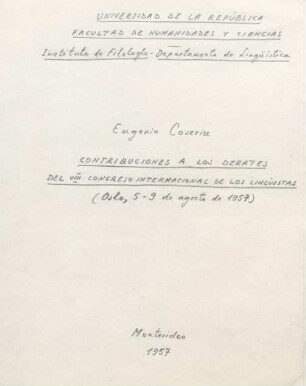 UNIVERSIDAD DE LA REPÚBLICA
FACULTAD DE HUMANIDADES Y CIENCIAS
Instituto de Filología - Departamento de Lingüística
Eugenio Coseriu
CONTRIBUCIONES A LOS DEBATES
DEL VIII CONGRESO INTERNACIONAL DE LOS LINGÜISTAS
(Oslo, 5-9 de agosto de 1957)
Montevideo
1957